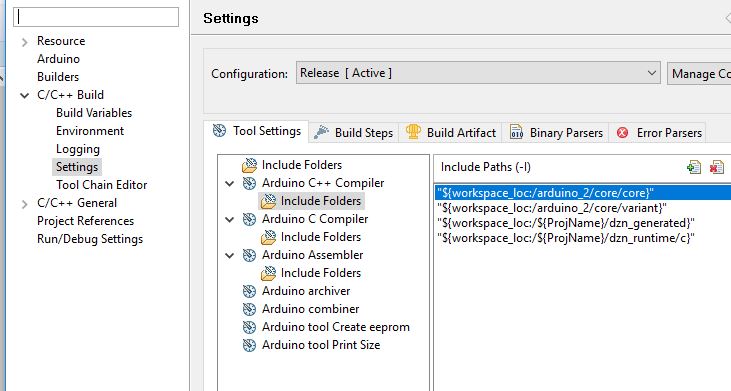 Settings
Resource
Arduino
Builders
C/C++ Build
Build Variables
Environment
Logging
Settings
Tool Chain Editor
C/C++ General
Project References
Run/Debug Settings
Configuration:
Release [ Active ]
Manage Co
Tool Settings
Build Steps
Build Artifact
Binary Parsers
Error Parsers
Include Folders
Arduino C++ Compiler
Include Folders
Arduino C Compiler
Include Folders
Arduino Assembler
Include Folders
Arduino archiver
Arduino combiner
Arduino tool Create eeprom
Arduino tool Print Size
Include Paths (-I)
"${workspace_loc:/arduino_2/core/core}"
"${workspace_loc:/arduino_2/core/variant}"
"${workspace_loc:/${ProjName}/dzn_generated}"
"${workspace_loc:/${ProjName}/dzn_runtime/c}"